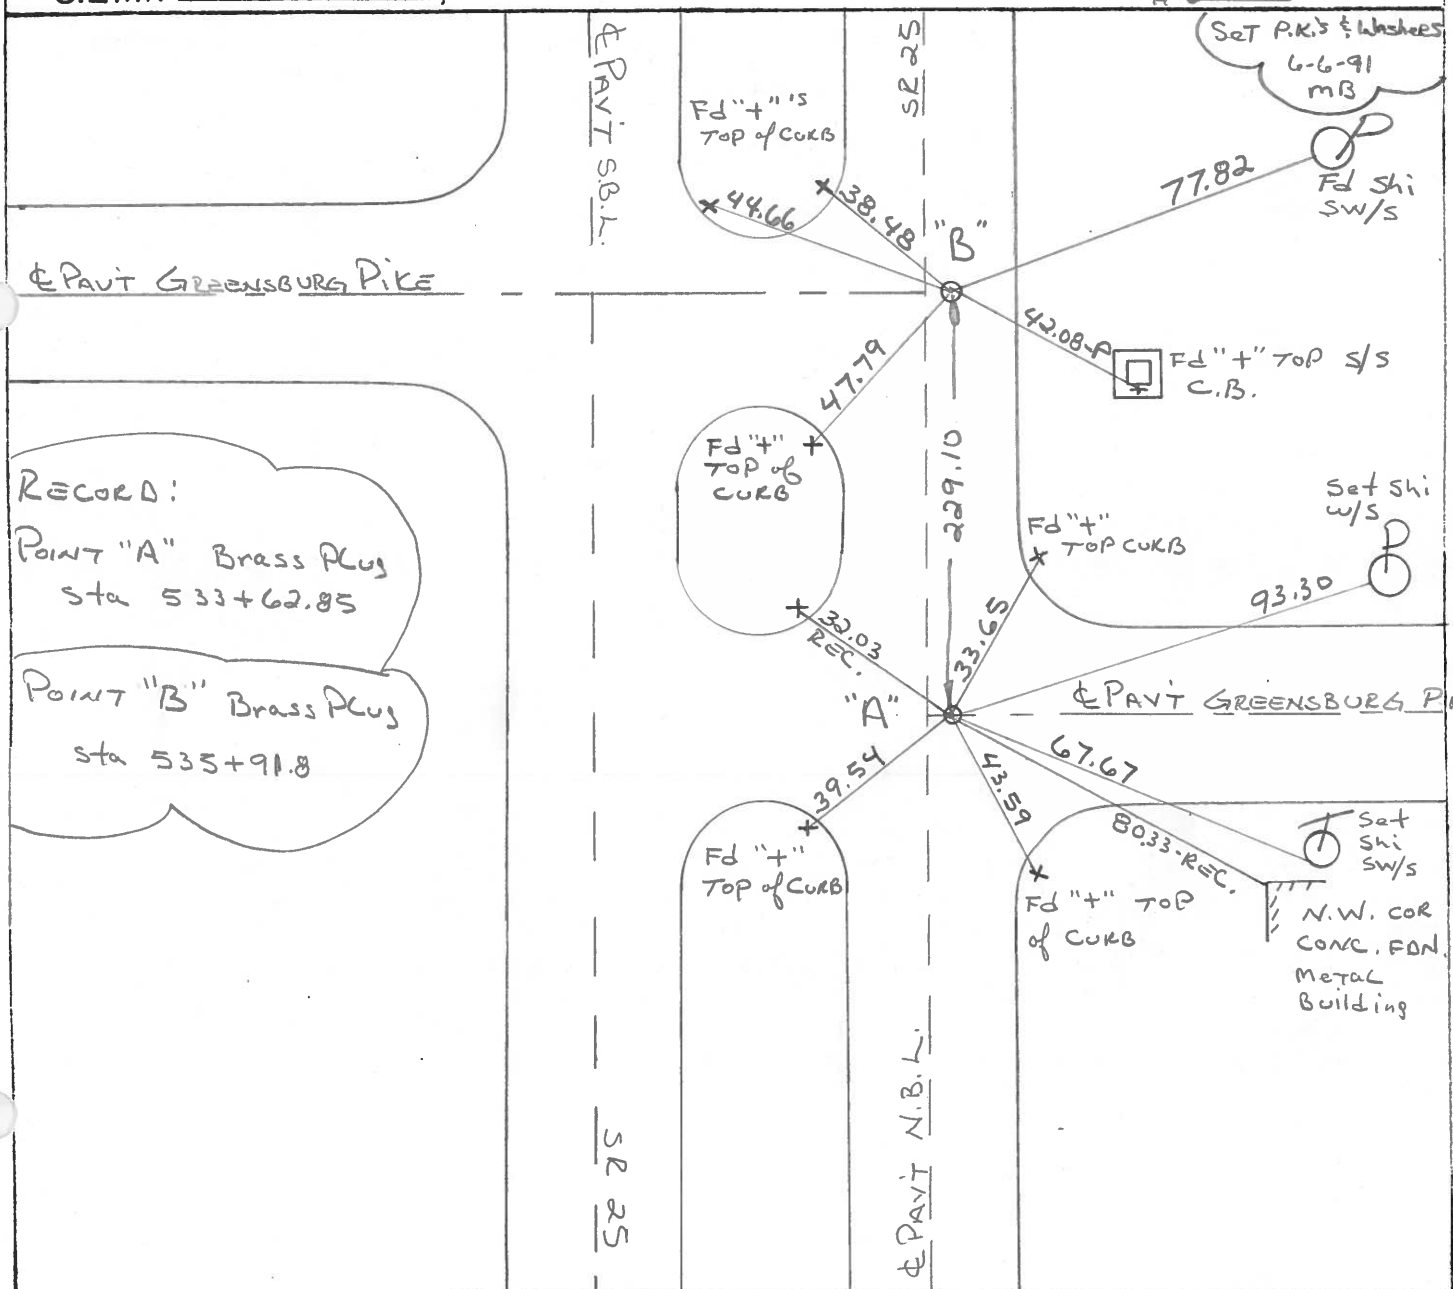 SET P.K.'s & Washers
6-6-91
MB
℄ PAV'T S.B.L.
SR 25
Fd "+"'s
TOP of CURB
44.66
38.48
"B"
77.82
Fd Shi
SW/S
℄ PAV'T GREENSBURG PIKE
47.79
42.08-P
Fd "+" TOP S/S
C.B.
Fd "+"
TOP of
CURB
229.10
RECORD:
POINT "A" Brass Plug
sta 533+62.85
POINT "B" Brass Plug
sta 535+91.8
Fd "+"
TOP CURB
Set Shi
W/S
93.30
32.03
REC.
33.65
"A"
℄ PAV'T GREENSBURG P
39.54
43.59
67.67
80.33-REC.
Fd "+"
TOP of CURB
Fd "+" TOP
of CURB
Set
Shi
SW/S
N.W. COR
CONC. FDN.
Metal
Building
SR 25
℄ PAV'T N.B.L.